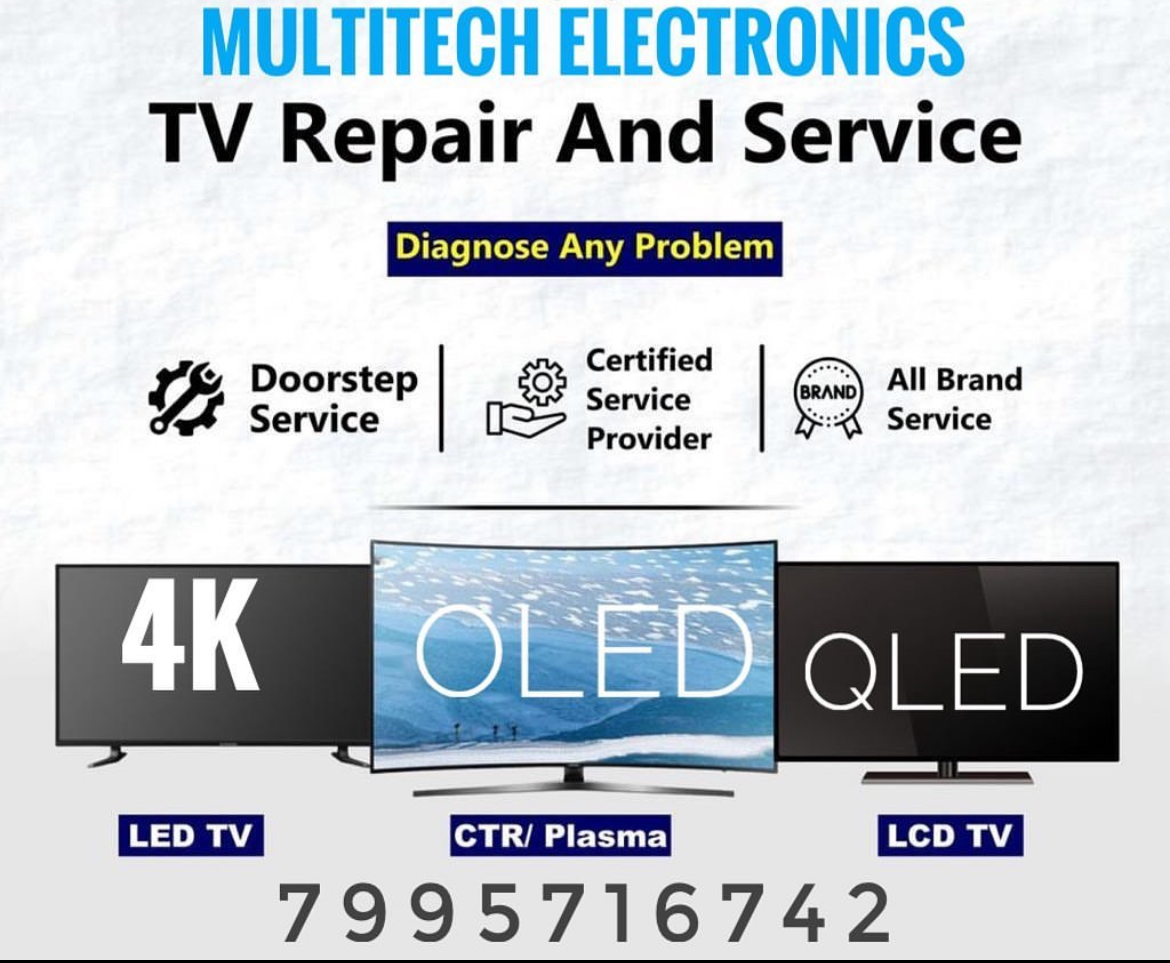 MULTITECH ELECTRONICS
TV Repair And Service
Diagnose Any Problem
Doorstep
Service
Certified
Service
Provider
BRAND
All Brand
Service
4K
OLED
QLED
LED TV
CTR/ Plasma
LCD TV
7995716742